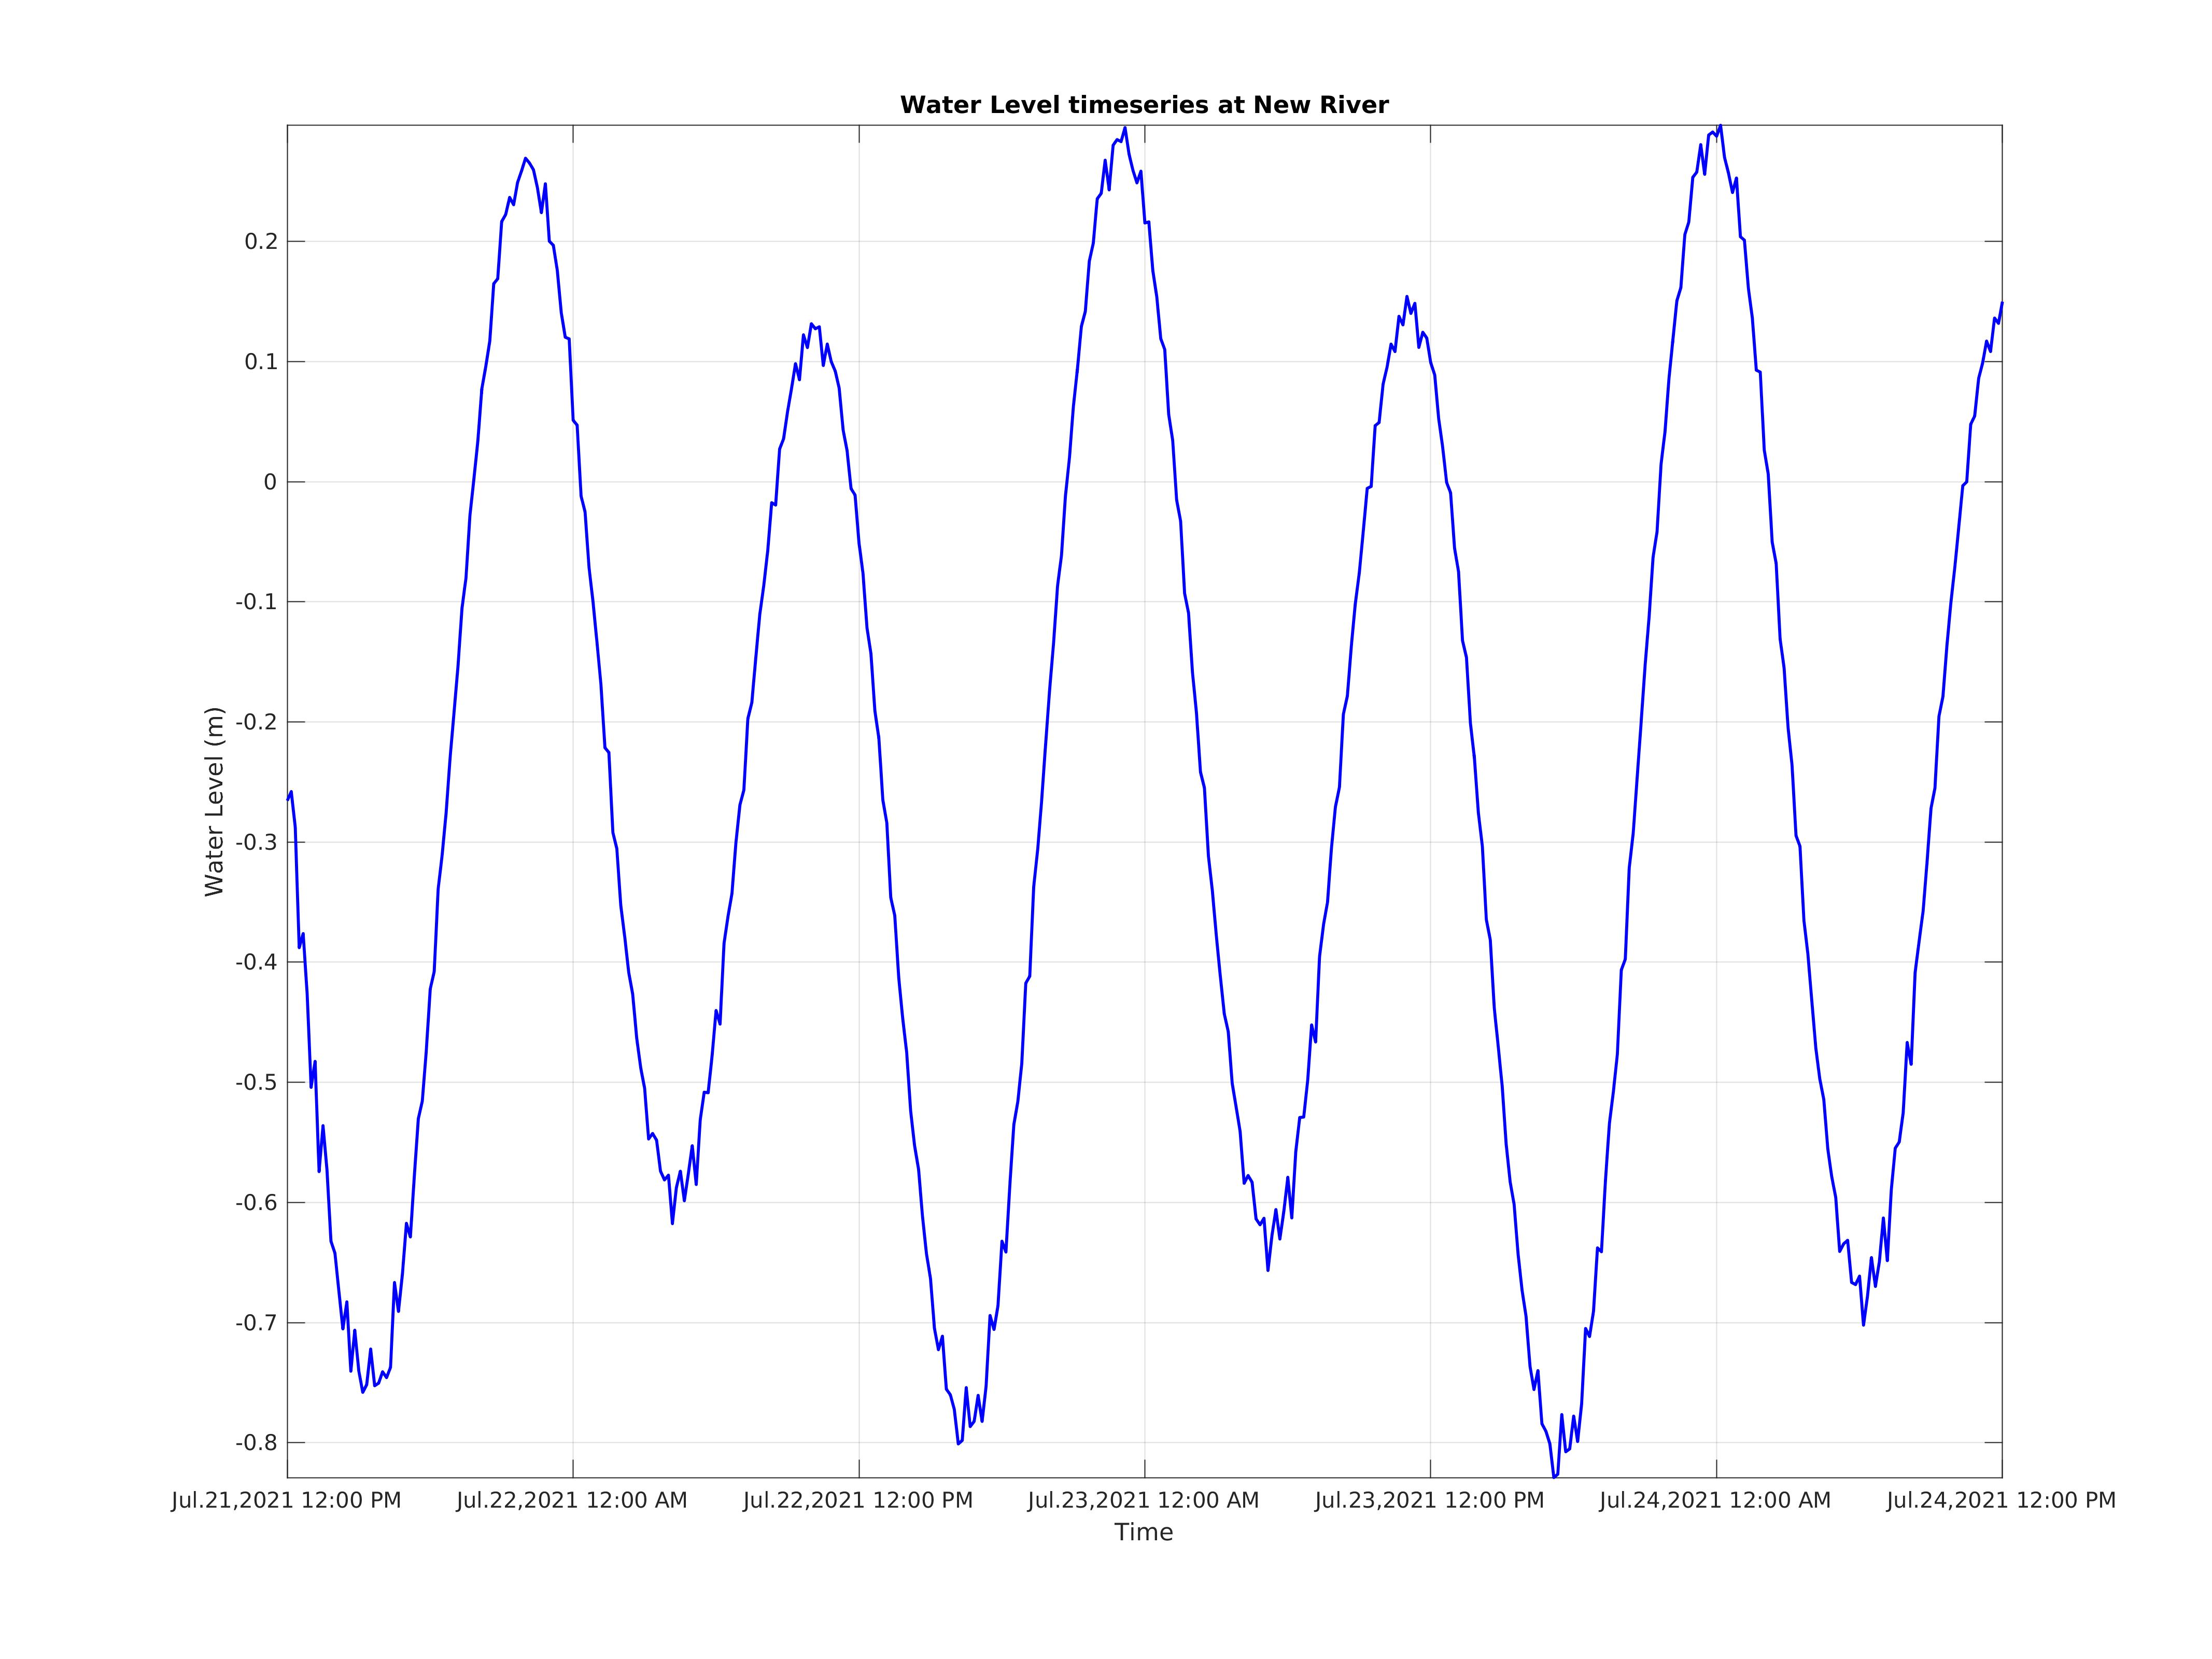 Water Level timeseries at New River
Water Level (m)
0.2
0.1
0
-0.1
-0.2
-0.3
-0.4
-0.5
-0.6
-0.7
-0.8
Jul.21,2021 12:00 PM
Jul.22,2021 12:00 AM
Jul.22,2021 12:00 PM
Jul.23,2021 12:00 AM
Jul.23,2021 12:00 PM
Jul.24,2021 12:00 AM
Jul.24,2021 12:00 PM
Time